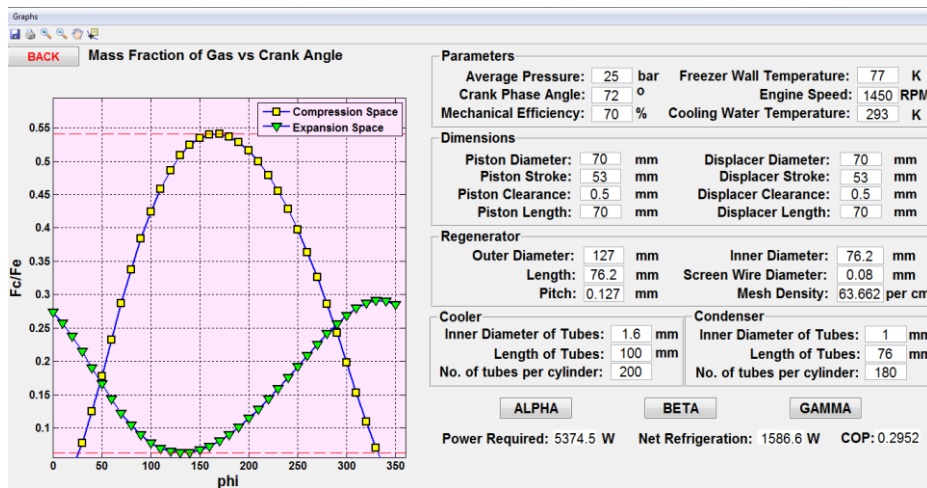 Graphs
BACK Mass Fraction of Gas vs Crank Angle
Compression Space
Expansion Space
0.55
0.5
0.45
0.4
0.35
0.3
0.25
0.2
0.15
0.1
Fc/Fe
0 50 100 150 200 250 300 350
phi
Parameters
Average Pressure: 25 bar Freezer Wall Temperature: 77 K
Crank Phase Angle: 72 o Engine Speed: 1450 RPM
Mechanical Efficiency: 70 % Cooling Water Temperature: 293 K
Dimensions
Piston Diameter: 70 mm Displacer Diameter: 70 mm
Piston Stroke: 53 mm Displacer Stroke: 53 mm
Piston Clearance: 0.5 mm Displacer Clearance: 0.5 mm
Piston Length: 70 mm Displacer Length: 70 mm
Regenerator
Outer Diameter: 127 mm Inner Diameter: 76.2 mm
Length: 76.2 mm Screen Wire Diameter: 0.08 mm
Pitch: 0.127 mm Mesh Density: 63.662 per cm
Cooler
Inner Diameter of Tubes: 1.6 mm
Length of Tubes: 100 mm
No. of tubes per cylinder: 200
Condenser
Inner Diameter of Tubes: 1 mm
Length of Tubes: 76 mm
No. of tubes per cylinder: 180
ALPHA BETA GAMMA
Power Required: 5374.5 W Net Refrigeration: 1586.6 W COP: 0.2952